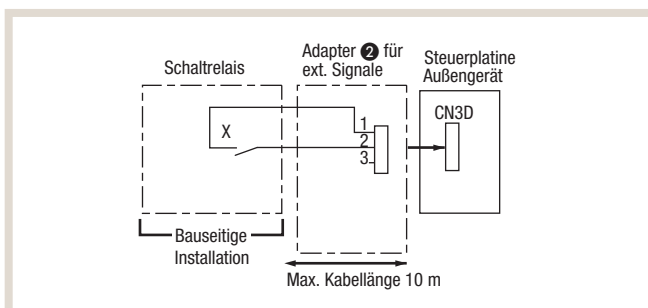 Schaltrelais
Adapter ❷ für
ext. Signale
Steuerplatine
Außengerät
CN3D
X
1
2
3
Bauseitige
Installation
Max. Kabellänge 10 m